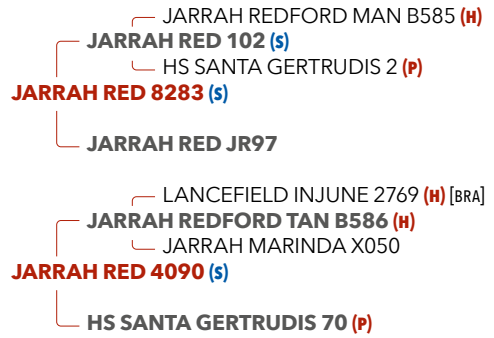 JARRAH REDFORD MAN B585 (H)
JARRAH RED 102 (S)
HS SANTA GERTRUDIS 2 (P)
JARRAH RED 8283 (S)
JARRAH RED JR97
LANCEFIELD INJUNE 2769 (H) [BRA]
JARRAH REDFORD TAN B586 (H)
JARRAH MARINDA X050
JARRAH RED 4090 (S)
HS SANTA GERTRUDIS 70 (P)